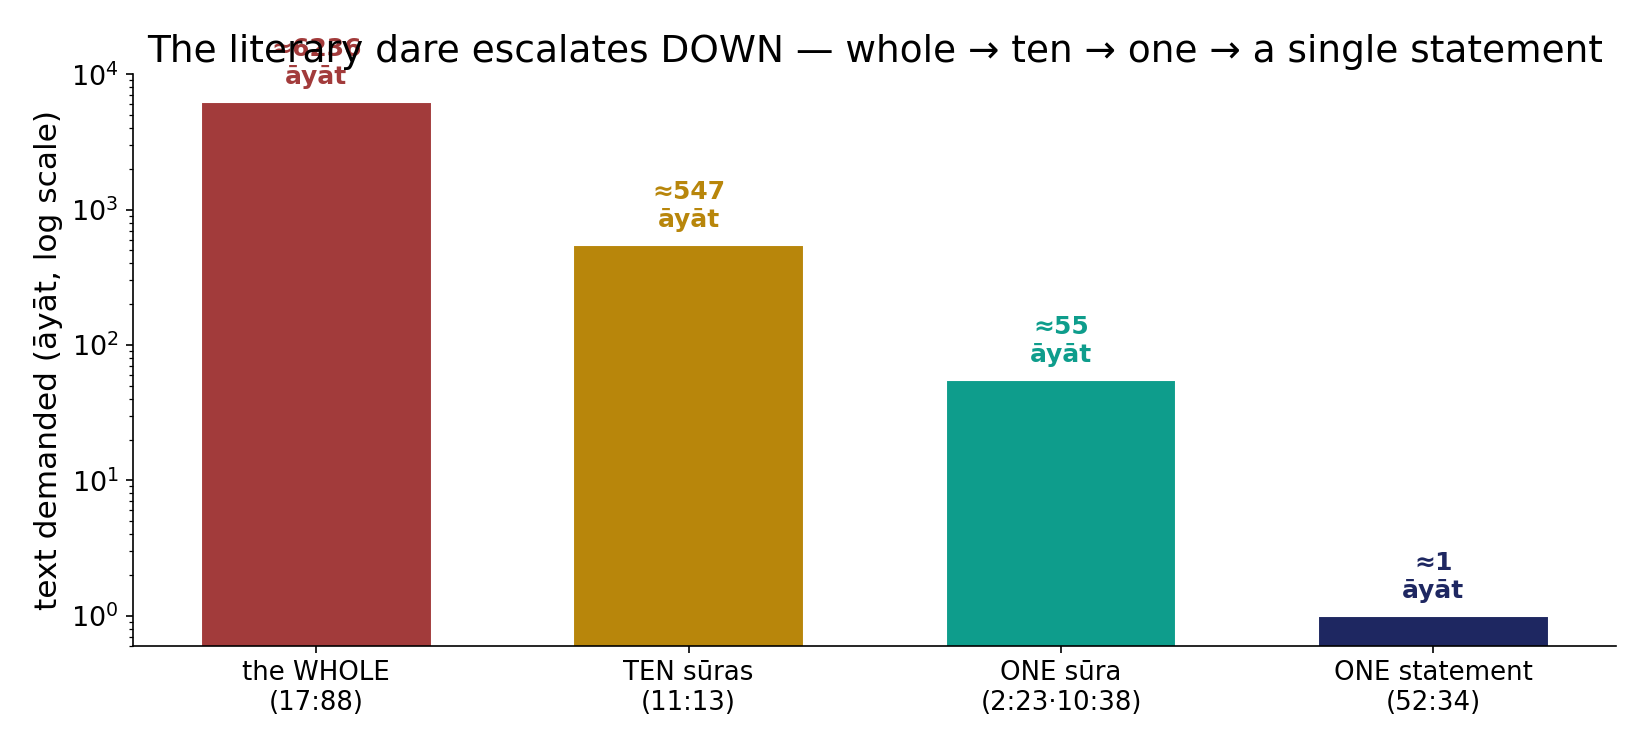 The literary dare escalates DOWN — whole → ten → one → a single statement
≈6236
āyāt
≈547
āyāt
≈55
āyāt
≈1
āyāt
text demanded (āyāt, log scale)
10⁴
10³
10²
10¹
10⁰
the WHOLE
(17:88)
TEN sūras
(11:13)
ONE sūra
(2:23·10:38)
ONE statement
(52:34)